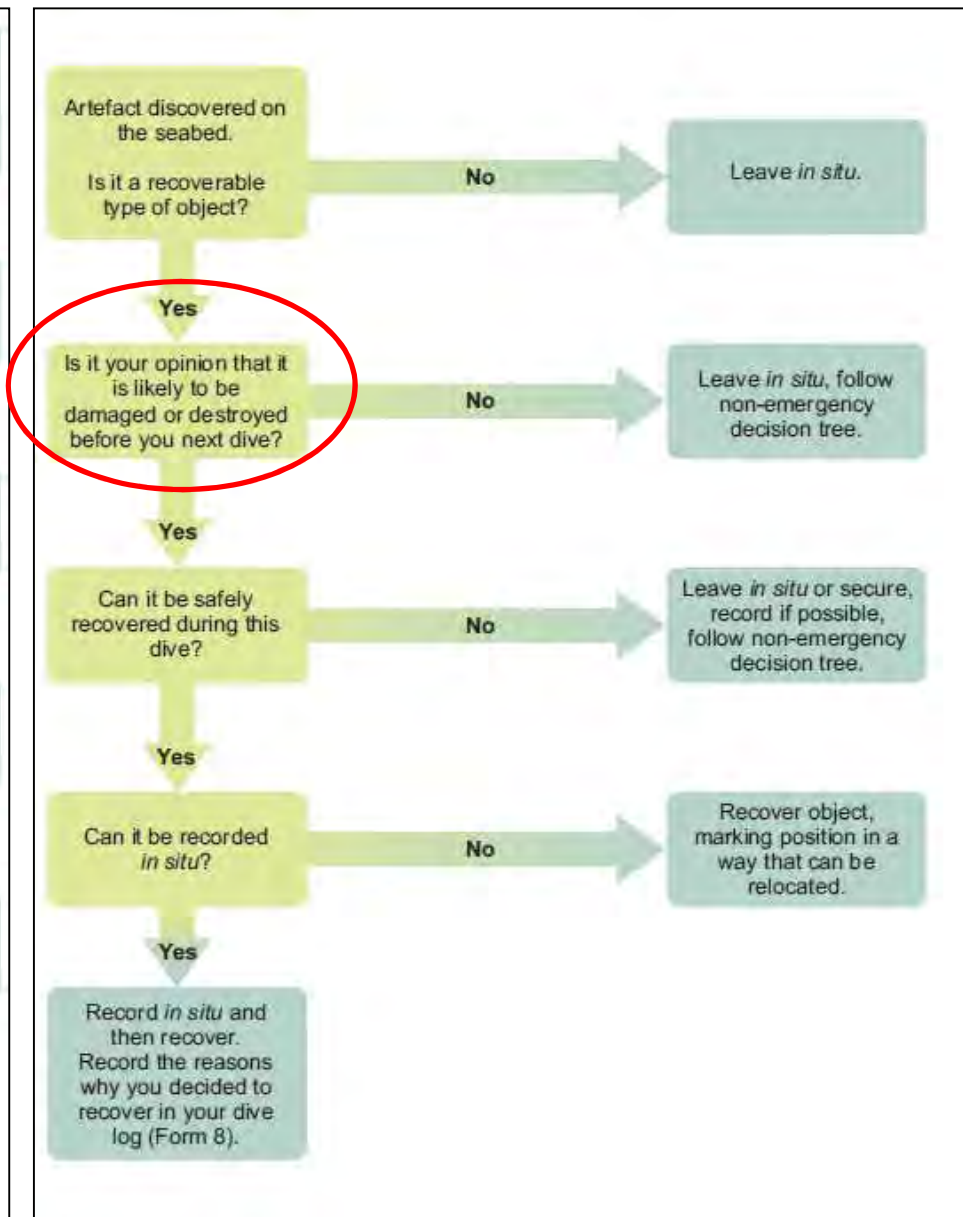 Artefact discovered on
the seabed.
Is it a recoverable
type of object?
No
Leave in situ.
Yes
Is it your opinion that it
is likely to be
damaged or destroyed
before you next dive?
No
Leave in situ, follow
non-emergency
decision tree.
Yes
Can it be safely
recovered during this
dive?
No
Leave in situ or secure,
record if possible,
follow non-emergency
decision tree.
Yes
Can it be recorded
in situ?
No
Recover object,
marking position in a
way that can be
relocated.
Yes
Record in situ and
then recover.
Record the reasons
why you decided to
recover in your dive
log (Form 8).